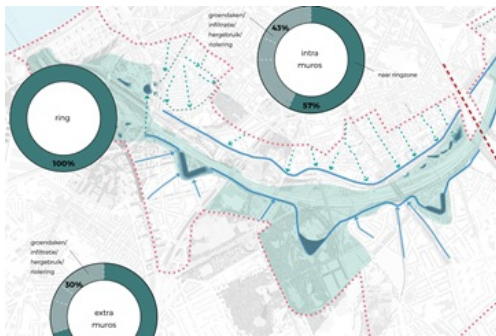 groendaken/
infiltratie/
hergebruik/
riolering
43%
intra
muros
naar ringzone
57%
ring
100%
groendaken/
infiltratie/
hergebruik/
riolering
30%
extra
muros